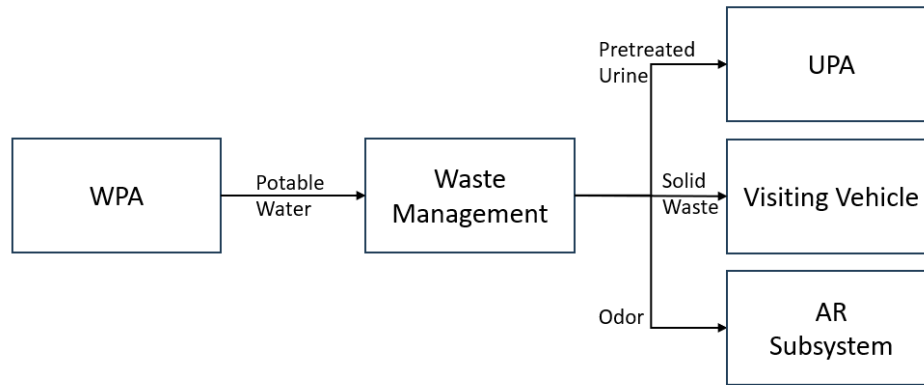 WPA
Potable
Water
Waste
Management
Pretreated
Urine
UPA
Solid
Waste
Visiting Vehicle
Odor
AR
Subsystem